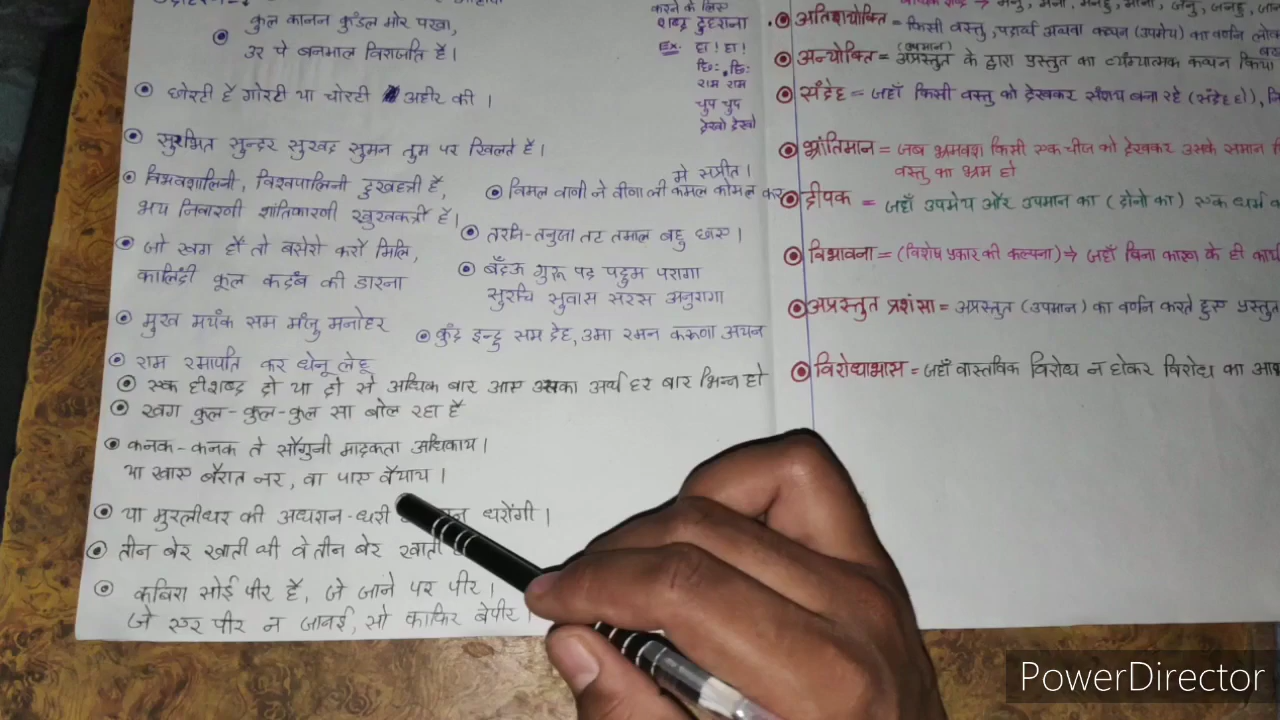 कुल कानन कुंडल मोर पखा,
उर पे बनमाल विराजति है।
छोरटी है गोरटी या चोरटी अहीर की ।
सुरभित सुन्दर सुखद सुमन तुम पर खिलते है।
विभवशालिनी, विश्वपालिनी दुखहर्त्री है,
भय निवारणी शांतिकारणी सुखकर्त्री है।
जो खग हौं तो बसेरो करौं मिलि,
कालिंदी कूल कदंब की डारना
मुख मयंक सम मंजु मनोहर
राम रमापति कर धेनू लेहू
एक ही शब्द दो या दो से अधिक बार आए उसका अर्थ हर बार भिन्न हो
खग कुल-कुल-कुल सा बोल रहा है
कनक-कनक ते सौगुनी मादकता अधिकाय।
या खाए बैरात नर, वा पाए बैयाय ।
या मुरलीधर की अधरान-धरी धरोंगी ।
तीन बेर खाती थी वे तीन बेर खाती
कविरा सोई पीर है, जे जाने पर पीर ।
जे पर पीर न जानई, सो काफिर बेपीर ।
करने के लिए
शब्द दुहराना
Ex. हा! हा!
छि:, छि:
राम राम
चुप चुप
देखो देखो
मे सप्रीत।
विमल वाणी ने वीणा ली कमल कोमल कर
तरनि-तनुजा तट तमाल बहु छाए ।
बँदऊ गुरू पद पदुम परागा
सुरुचि सुवास सरस अनुरागा
कुंद इन्दु सम देह, उमा रमन करूणा अयन
अतिशयोक्ति = किसी वस्तु, पदार्थ अथवा कथन (उपमेय) का वर्णन लोक
(उपमान)
अन्योक्ति = अप्रस्तुत के द्वारा प्रस्तुत का व्यंग्यात्मक कथन किया
संदेह = जहाँ किसी वस्तु को देखकर संशय बना रहे (संदेह हो),
भ्रांतिमान = जब भ्रमवश किसी एक चीज को देखकर उसके समान
वस्तु का भ्रम हो
दीपक = जहाँ उपमेय और उपमान का (दोनो का) एक धर्म
विभावना = (विशेष प्रकार की कल्पना) → जहाँ बिना कारण के ही कार्य
अप्रस्तुत प्रशंसा = अप्रस्तुत (उपमान) का वर्णन करते हुए प्रस्तुत
विरोधाभास = जहाँ वास्तविक विरोध न होकर विरोध का
PowerDirector